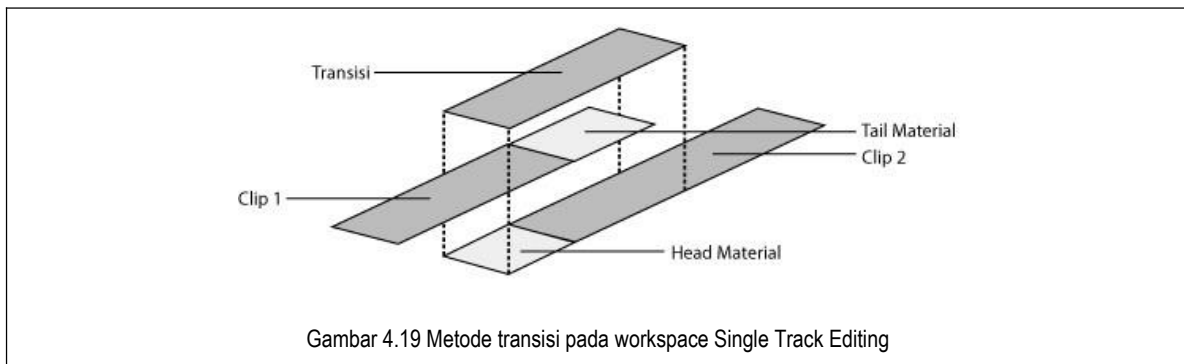 Transisi
Tail Material
Clip 2
Clip 1
Head Material
Gambar 4.19 Metode transisi pada workspace Single Track Editing